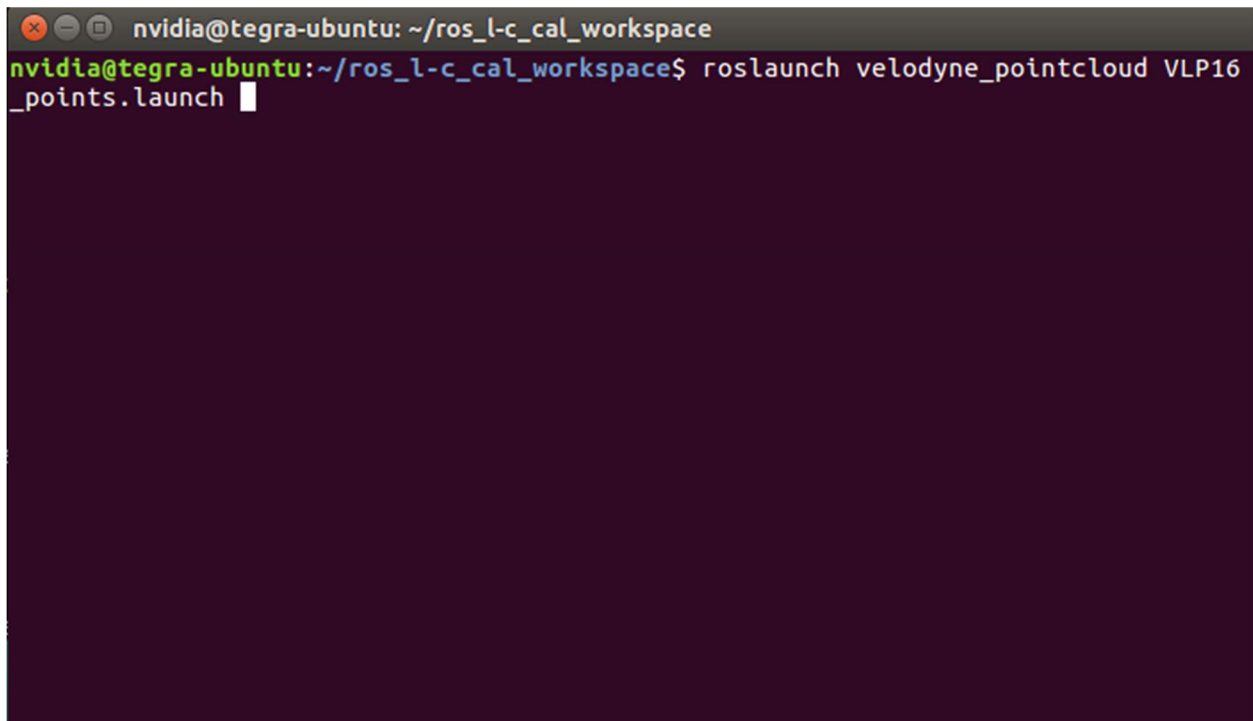 nvidia@tegra-ubuntu: ~/ros_l-c_cal_workspace
nvidia@tegra-ubuntu:~/ros_l-c_cal_workspace$ roslaunch velodyne_pointcloud VLP16
_points.launch